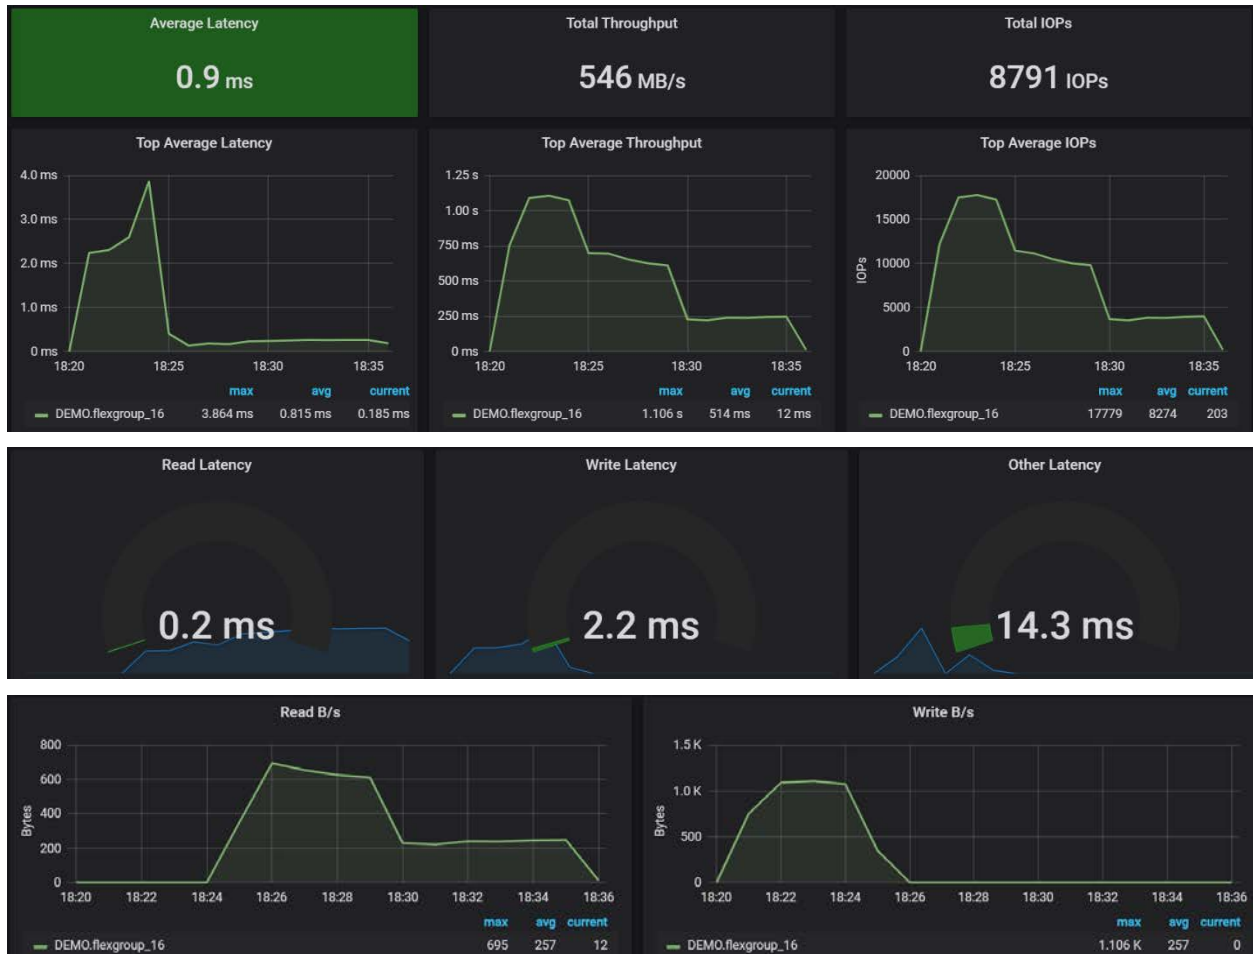 Average Latency
0.9 ms
Total Throughput
546 MB/s
Total IOPs
8791 IOPs
Top Average Latency
4.0 ms
3.0 ms
2.0 ms
1.0 ms
0 ms
18:20 18:25 18:30 18:35
max avg current
DEMO.flexgroup_16 3.864 ms 0.815 ms 0.185 ms
Top Average Throughput
1.25 s
1.00 s
750 ms
500 ms
250 ms
0 ms
18:20 18:25 18:30 18:35
max avg current
DEMO.flexgroup_16 1.106 s 514 ms 12 ms
Top Average IOPs
IOPs
20000
15000
10000
5000
0
18:20 18:25 18:30 18:35
max avg current
DEMO.flexgroup_16 17779 8274 203
Read Latency
0.2 ms
Write Latency
2.2 ms
Other Latency
14.3 ms
Read B/s
Bytes
800
600
400
200
0
18:20 18:22 18:24 18:26 18:28 18:30 18:32 18:34 18:36
max avg current
DEMO.flexgroup_16 695 257 12
Write B/s
Bytes
1.5 K
1.0 K
500
0
18:20 18:22 18:24 18:26 18:28 18:30 18:32 18:34 18:36
max avg current
DEMO.flexgroup_16 1.106 K 257 0